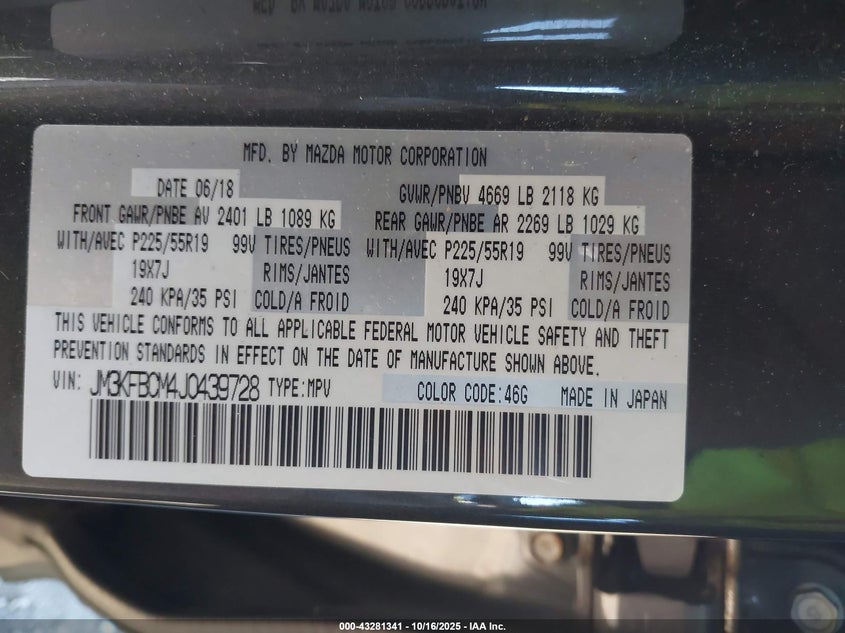 MFD. BY MAZDA MOTOR CORPORATION
DATE 06/18 GVWR/PNBV 4669 LB 2118 KG
FRONT GAWR/PNBE AV 2401 LB 1089 KG REAR GAWR/PNBE AR 2269 LB 1029 KG
WITH/AVEC P225/55R19 99V TIRES/PNEUS WITH/AVEC P225/55R19 99V TIRES/PNEUS
19X7J RIMS/JANTES 19X7J RIMS/JANTES
240 KPA/35 PSI COLD/A FROID 240 KPA/35 PSI COLD/A FROID
THIS VEHICLE CONFORMS TO ALL APPLICABLE FEDERAL MOTOR VEHICLE SAFETY AND THEFT
PREVENTION STANDARDS IN EFFECT ON THE DATE OF MANUFACTURE SHOWN ABOVE.
VIN: JM3KFBCM4J0439728 TYPE:MPV COLOR CODE:46G MADE IN JAPAN
000-43281341 - 10/16/2025 - IAA Inc.